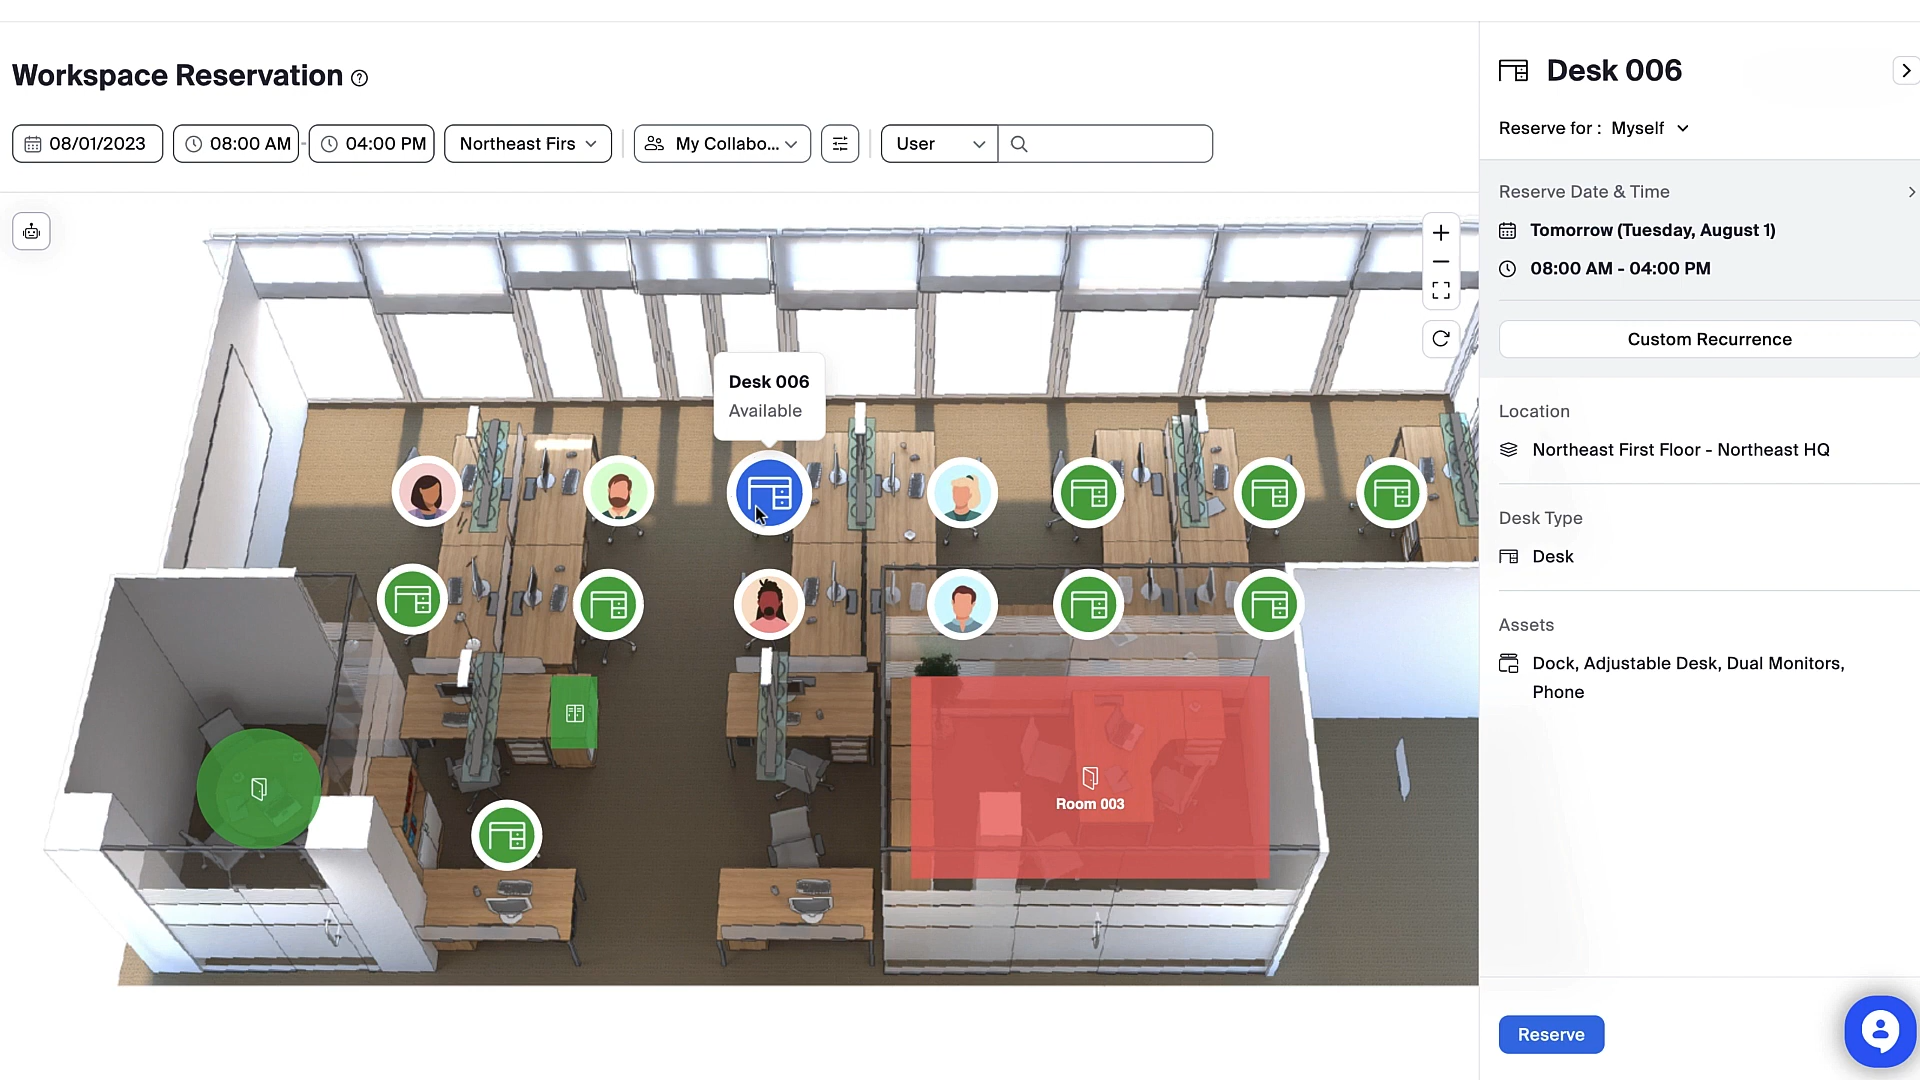 Workspace Reservation
08/01/2023
08:00 AM - 04:00 PM
Northeast Firs
My Collabo...
User
Desk 006
Available
Room 003
Desk 006
Reserve for : Myself
Reserve Date & Time
Tomorrow (Tuesday, August 1)
08:00 AM - 04:00 PM
Custom Recurrence
Location
Northeast First Floor - Northeast HQ
Desk Type
Desk
Assets
Dock, Adjustable Desk, Dual Monitors,
Phone
Reserve